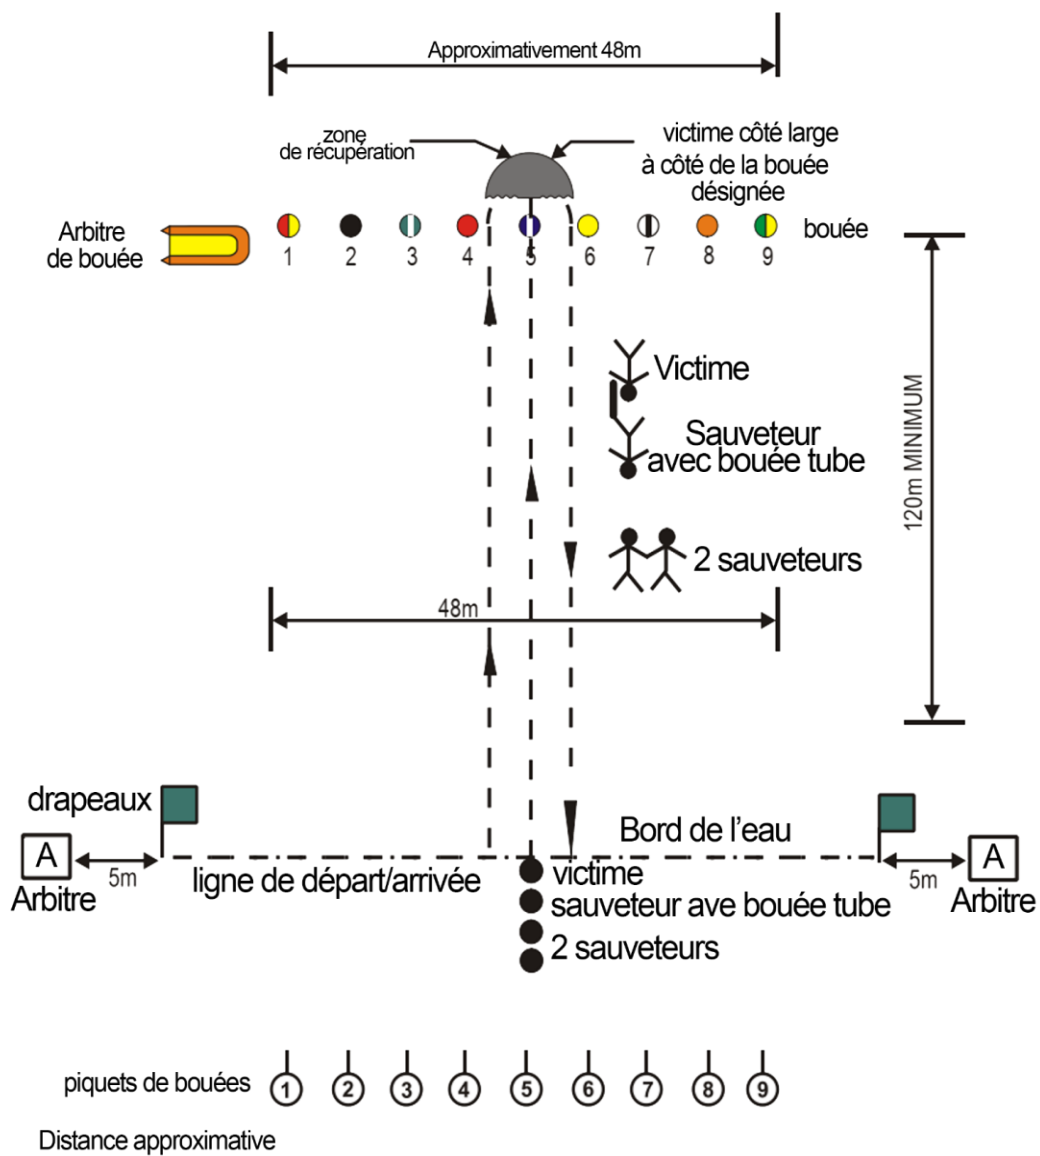 Approximativement 48m
zone
de récupération
victime côté large
à côté de la bouée
désignée
Arbitre
de bouée
1 2 3 4 5 6 7 8 9
bouée
Victime
Sauveteur
avec bouée tube
120m MINIMUM
2 sauveteurs
48m
drapeaux
Bord de l'eau
A
5m
Arbitre
ligne de départ/arrivée
victime
sauveteur ave bouée tube
2 sauveteurs
A
5m
Arbitre
piquets de bouées
1 2 3 4 5 6 7 8 9
Distance approximative